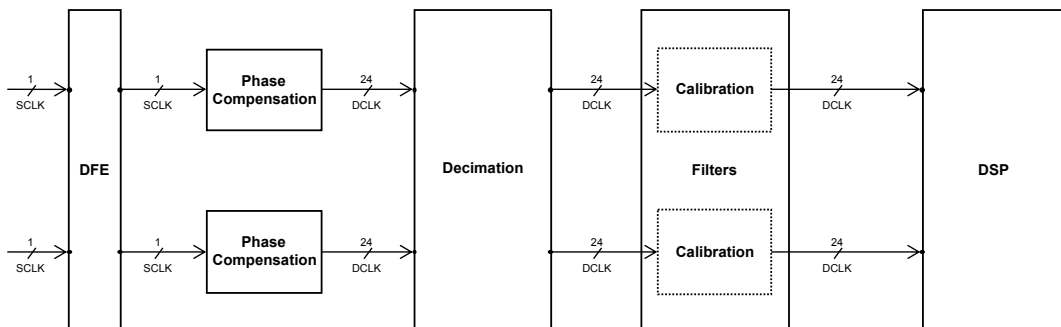 1
SCLK
DFE
1
SCLK
Phase
Compensation
24
DCLK
Decimation
24
DCLK
Filters
Calibration
24
DCLK
DSP
1
SCLK
1
SCLK
Phase
Compensation
24
DCLK
24
DCLK
Calibration
24
DCLK